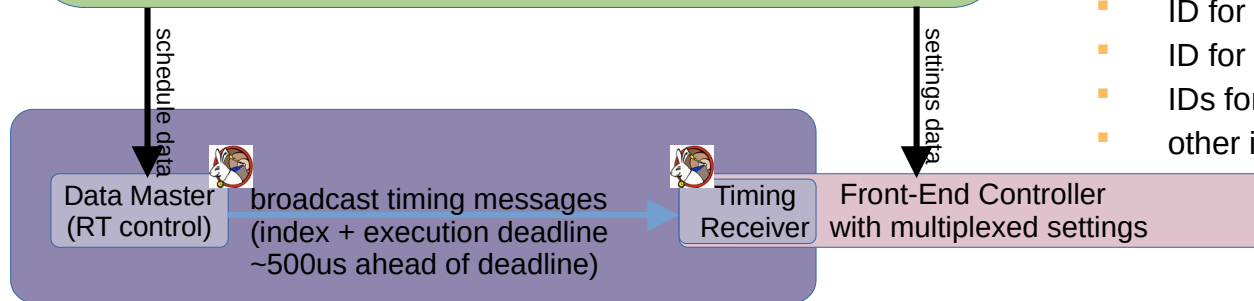 schedule data
settings data
ID for
ID for
IDs for
other i
Data Master
(RT control)
broadcast timing messages
(index + execution deadline
~500us ahead of deadline)
Timing
Receiver
Front-End Controller
with multiplexed settings